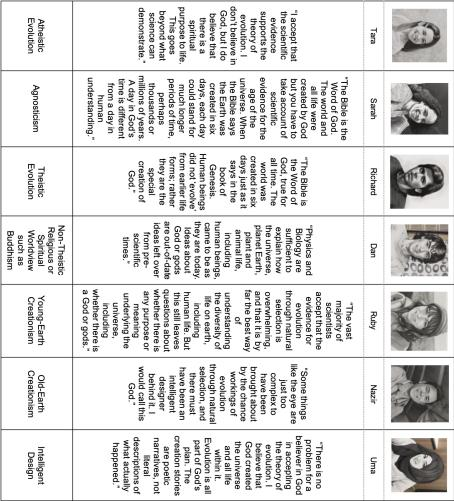 Tara
Sarah
Richard
Dan
Ruby
Nazir
Uma
"I accept that
the scientific
evidence
supports the
theory of
evolution. I
don't believe in
God, but I do
believe that
there is a
spiritual
purpose to life.
This goes
beyond what
science can
demonstrate."
"The Bible is the
Word of God.
The world and
all life were
created by God
but you have to
take account of
the scientific
evidence for the
age of the
universe. When
the Bible says
the Earth was
created in six
days, each day
could stand for
much longer
periods of time,
perhaps
thousands or
millions of years.
A day in God's
time is different
from a day in
human
understanding."
"The Bible is
the Word of
God, true for
all time. The
world was
created in six
days just as it
says in the
book of
Genesis.
Human beings
did not 'evolve'
from earlier life
forms; rather
they are the
special
creation of
God."
"Physics and
Biology are
sufficient to
explain how
the universe,
planet Earth,
plant and
animal life,
including
human beings,
came to be as
they are today.
Ideas about
God or gods
are out-of-date
ideas left over
from pre-
scientific
times."
"The vast
majority of
scientists
accept that the
evidence for
evolution
through natural
selection is
overwhelming,
and that it is by
far the best way
of
understanding
the diversity of
life on earth,
including
human life. But
this still leaves
questions about
whether there is
any purpose or
meaning
underlying the
universe,
including
whether there is
a God or gods."
"Some things
like the eye are
just too
complex to
have been
brought about
by the chance
workings of
evolution
through natural
selection, and
there must
have been an
intelligent
designer
behind it. I
would call this
God."
"There is no
problem for a
believer in God
in accepting
the theory of
evolution. I
believe that
God created
the universe
and all life
within it.
Evolution is all
part of God's
plan. The
creation stories
are poetic
narratives, not
literal
descriptions of
what actually
happened."
Atheistic
Evolution
Agnosticism
Theistic
Evolution
Non-Theistic
Religious or
Spiritual
Worldview
such as
Buddhism
Young-Earth
Creationism
Old-Earth
Creationism
Intelligent
Design